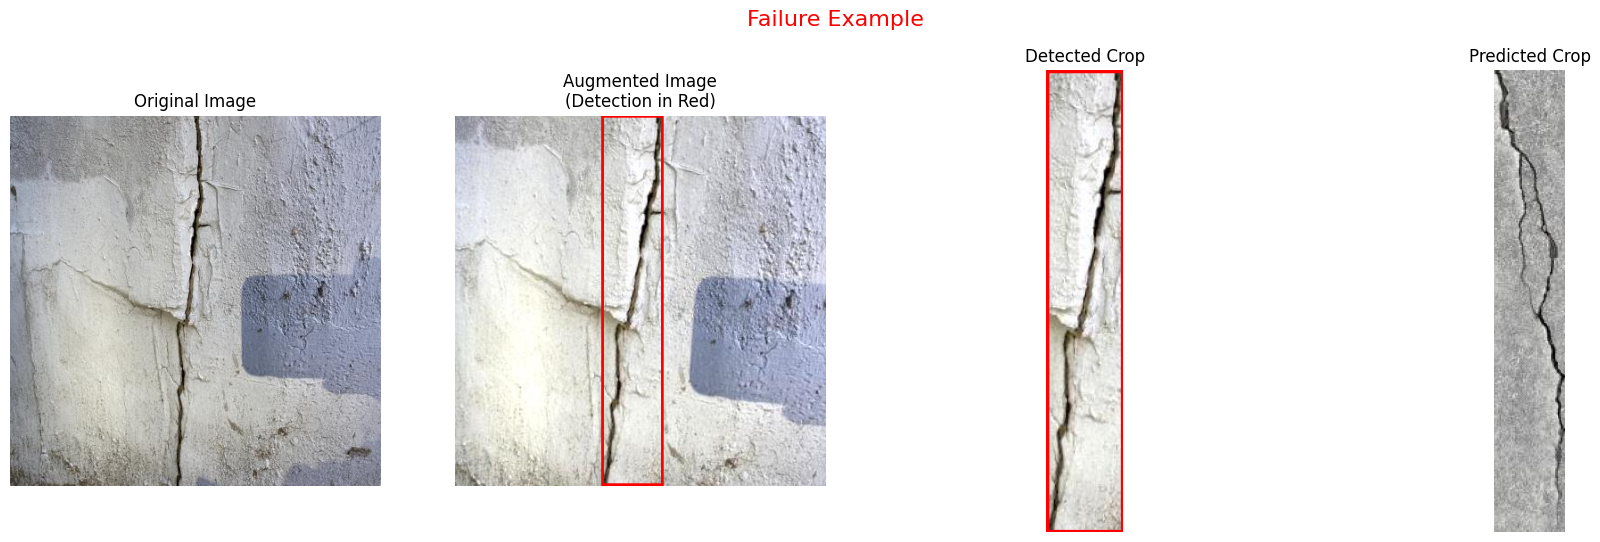 Failure Example
Original Image
Augmented Image
(Detection in Red)
Detected Crop
Predicted Crop